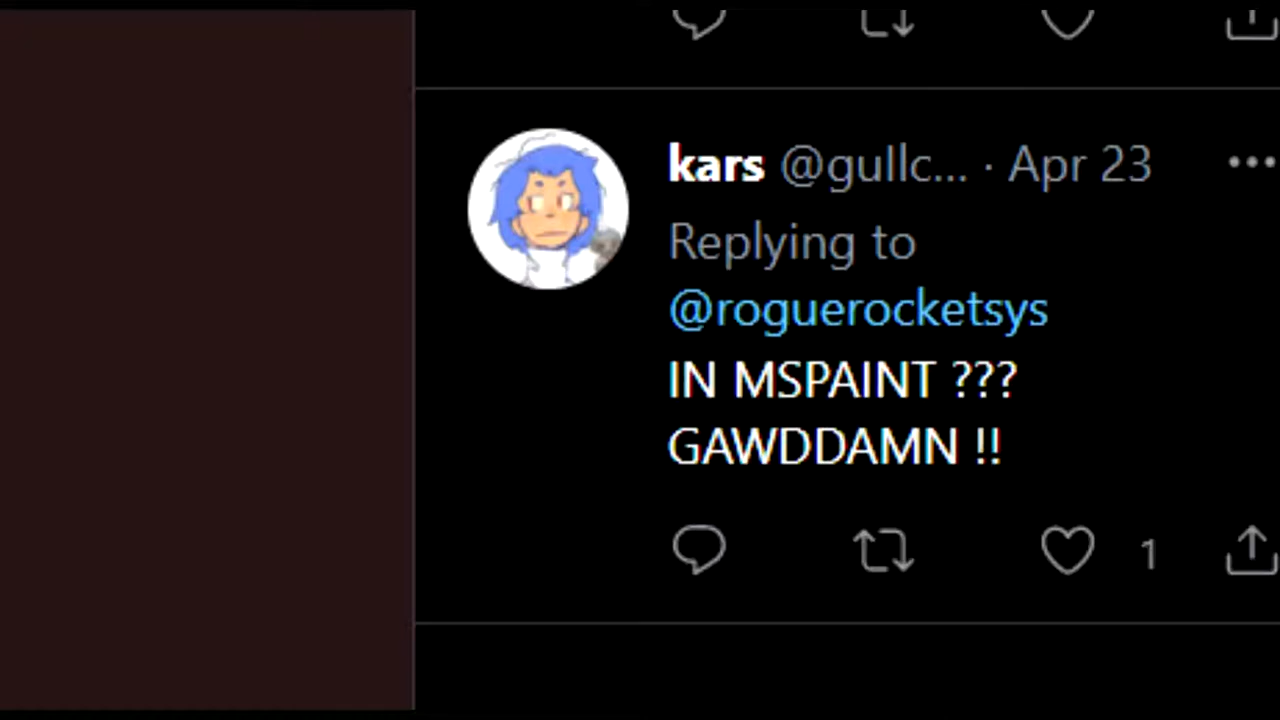 kars @gullc... · Apr 23
Replying to
@roguerocketsys
IN MSPAINT ???
GAWDDAMN !!
1